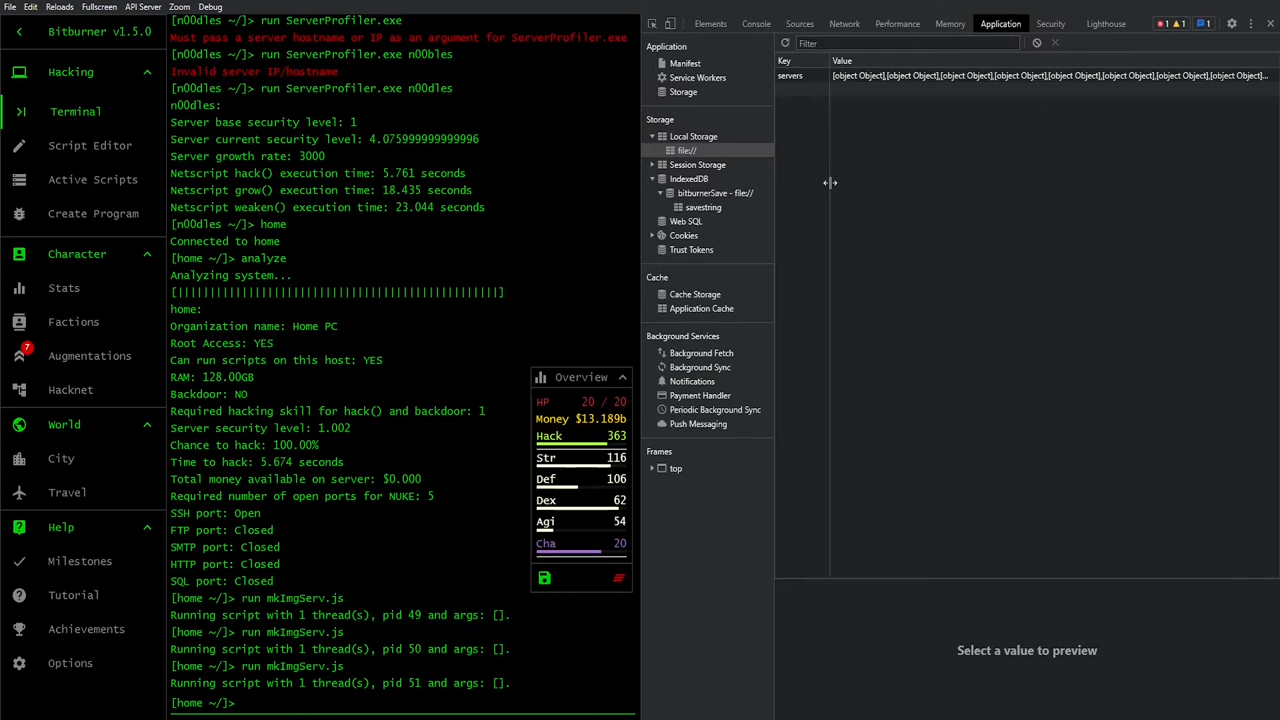 File Edit Reloads Fullscreen API Server Zoom Debug
Bitburner v1.5.0
Hacking
Terminal
Script Editor
Active Scripts
Create Program
Character
Stats
Factions
7
Augmentations
Hacknet
World
City
Travel
Help
Milestones
Tutorial
Achievements
Options
[n00dles ~/]> run ServerProfiler.exe
Must pass a server hostname or IP as an argument for ServerProfiler.exe
[n00dles ~/]> run ServerProfiler.exe n00bles
Invalid server IP/hostname
[n00dles ~/]> run ServerProfiler.exe n00dles
n00dles:
Server base security level: 1
Server current security level: 4.075999999999996
Server growth rate: 3000
Netscript hack() execution time: 5.761 seconds
Netscript grow() execution time: 18.435 seconds
Netscript weaken() execution time: 23.044 seconds
[n00dles ~/]> home
Connected to home
[home ~/]> analyze
Analyzing system...
[||||||||||||||||||||||||||||||||||||||||||||||||||]
home:
Organization name: Home PC
Root Access: YES
Can run scripts on this host: YES
RAM: 128.00GB
Backdoor: NO
Required hacking skill for hack() and backdoor: 1
Server security level: 1.002
Chance to hack: 100.00%
Time to hack: 5.674 seconds
Total money available on server: $0.000
Required number of open ports for NUKE: 5
SSH port: Open
FTP port: Closed
SMTP port: Closed
HTTP port: Closed
SQL port: Closed
[home ~/]> run mkImgServ.js
Running script with 1 thread(s), pid 49 and args: [].
[home ~/]> run mkImgServ.js
Running script with 1 thread(s), pid 50 and args: [].
[home ~/]> run mkImgServ.js
Running script with 1 thread(s), pid 51 and args: [].
[home ~/]>
Overview
HP 20 / 20
Money $13.189b
Hack 363
Str 116
Def 106
Dex 62
Agi 54
Cha 20
Elements Console Sources Network Performance Memory Application Security Lighthouse 1 1 1
Application
Manifest
Service Workers
Storage
Storage
Local Storage
file://
Session Storage
IndexedDB
bitburnerSave - file://
savestring
Web SQL
Cookies
Trust Tokens
Cache
Cache Storage
Application Cache
Background Services
Background Fetch
Background Sync
Notifications
Payment Handler
Periodic Background Sync
Push Messaging
Frames
top
Filter
Key Value
servers [object Object],[object Object],[object Object],[object Object],[object Object],[object Object],[object Object],[object Object]...
Select a value to preview